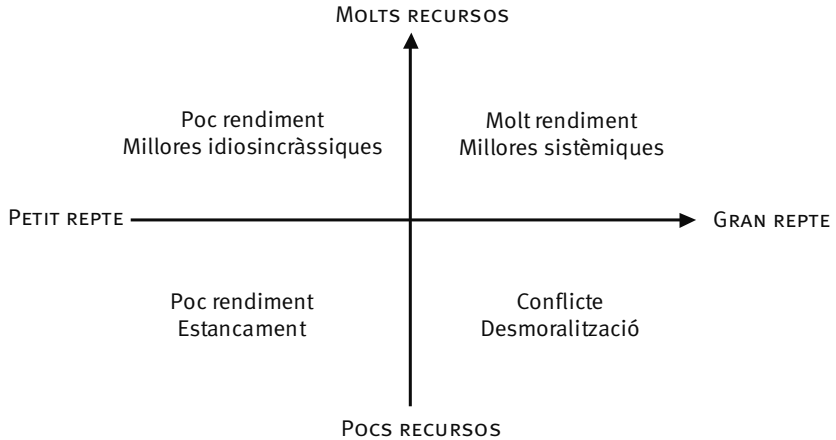 MOLTS RECURSOS
Poc rendiment
Millores idiosincràssiques
Molt rendiment
Millores sistèmiques
PETIT REPTE
GRAN REPTE
Poc rendiment
Estancament
Conflicte
Desmoralització
POCS RECURSOS